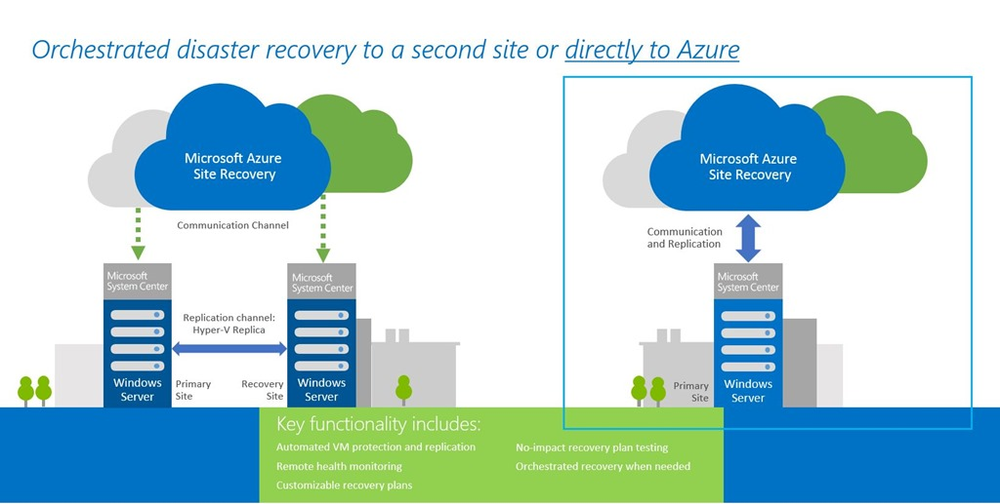 Orchestrated disaster recovery to a second site or directly to Azure
Microsoft Azure
Site Recovery
Communication Channel
Microsoft
System Center
Microsoft
System Center
Replication channel:
Hyper-V Replica
Windows
Server
Primary
Site
Recovery
Site
Windows
Server
Microsoft Azure
Site Recovery
Communication
and Replication
Microsoft
System Center
Primary
Site
Windows
Server
Key functionality includes:
Automated VM protection and replication
Remote health monitoring
Customizable recovery plans
No-impact recovery plan testing
Orchestrated recovery when needed